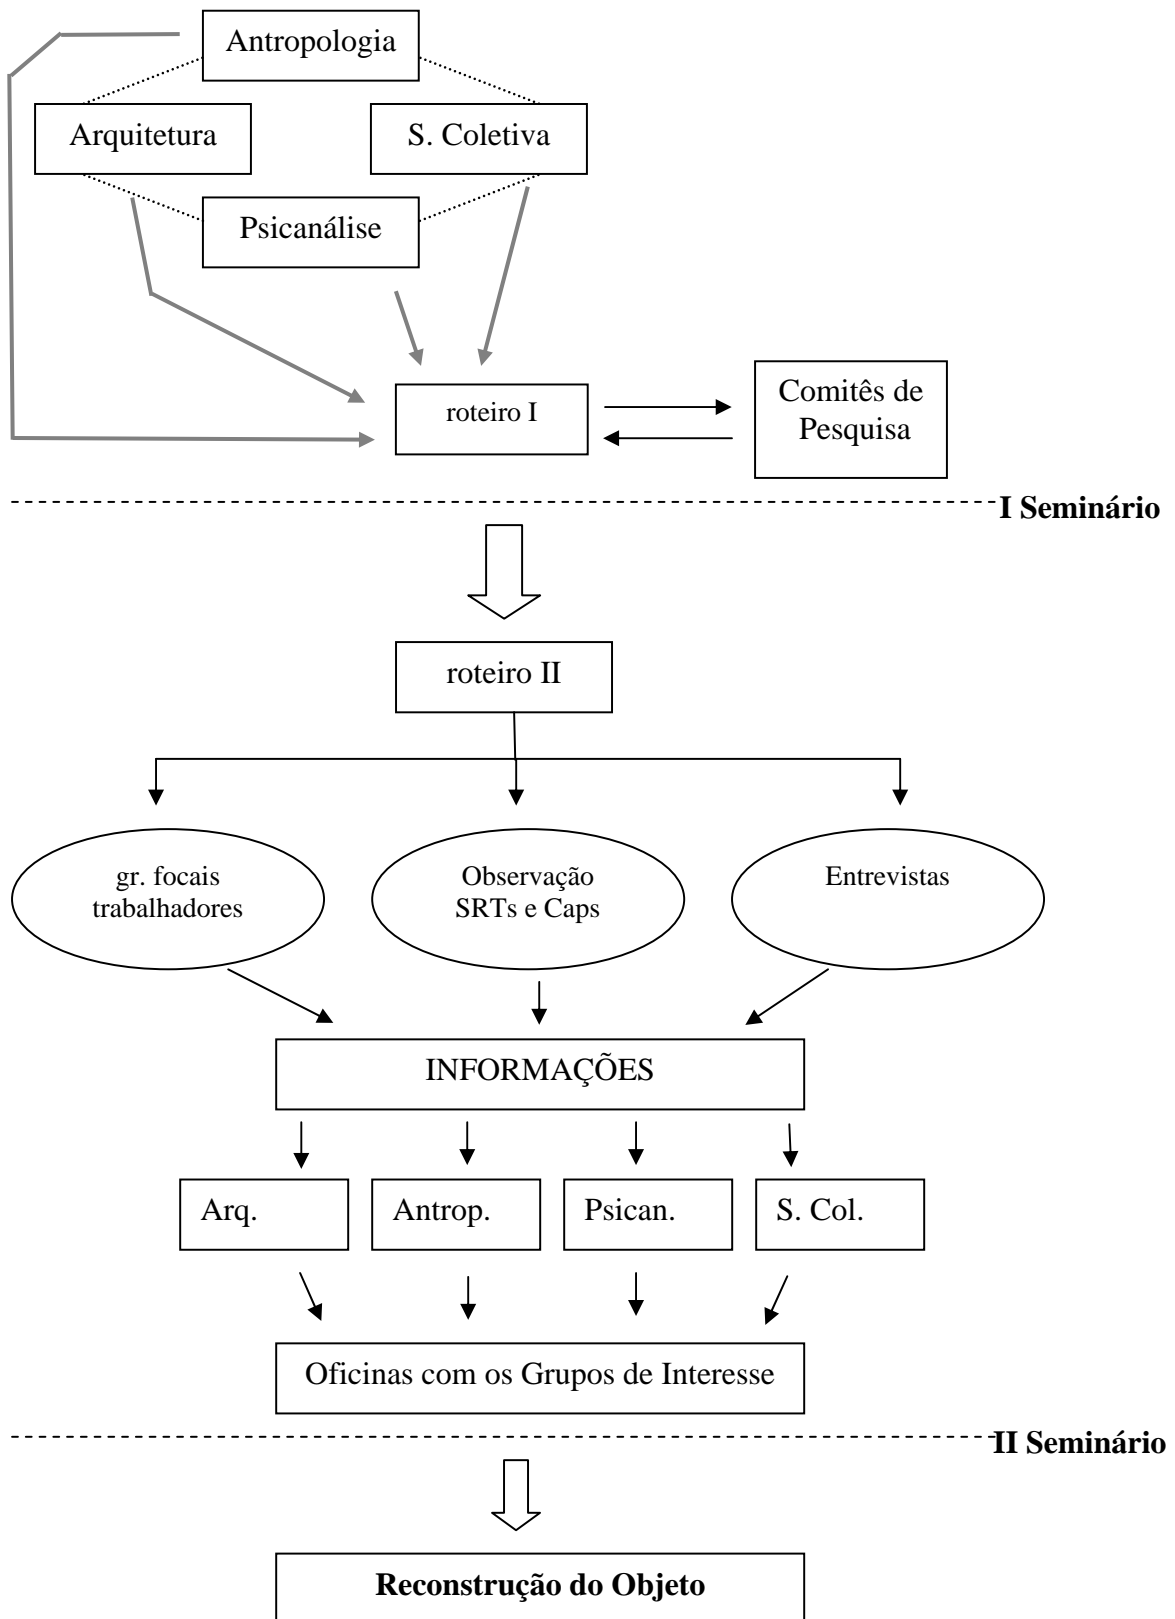 Antropologia
Arquitetura
S. Coletiva
Psicanálise
roteiro I
Comitês de
Pesquisa
I Seminário
roteiro II
gr. focais
trabalhadores
Observação
SRTs e Caps
Entrevistas
INFORMAÇÕES
Arq.
Antrop.
Psican.
S. Col.
Oficinas com os Grupos de Interesse
II Seminário
Reconstrução do Objeto